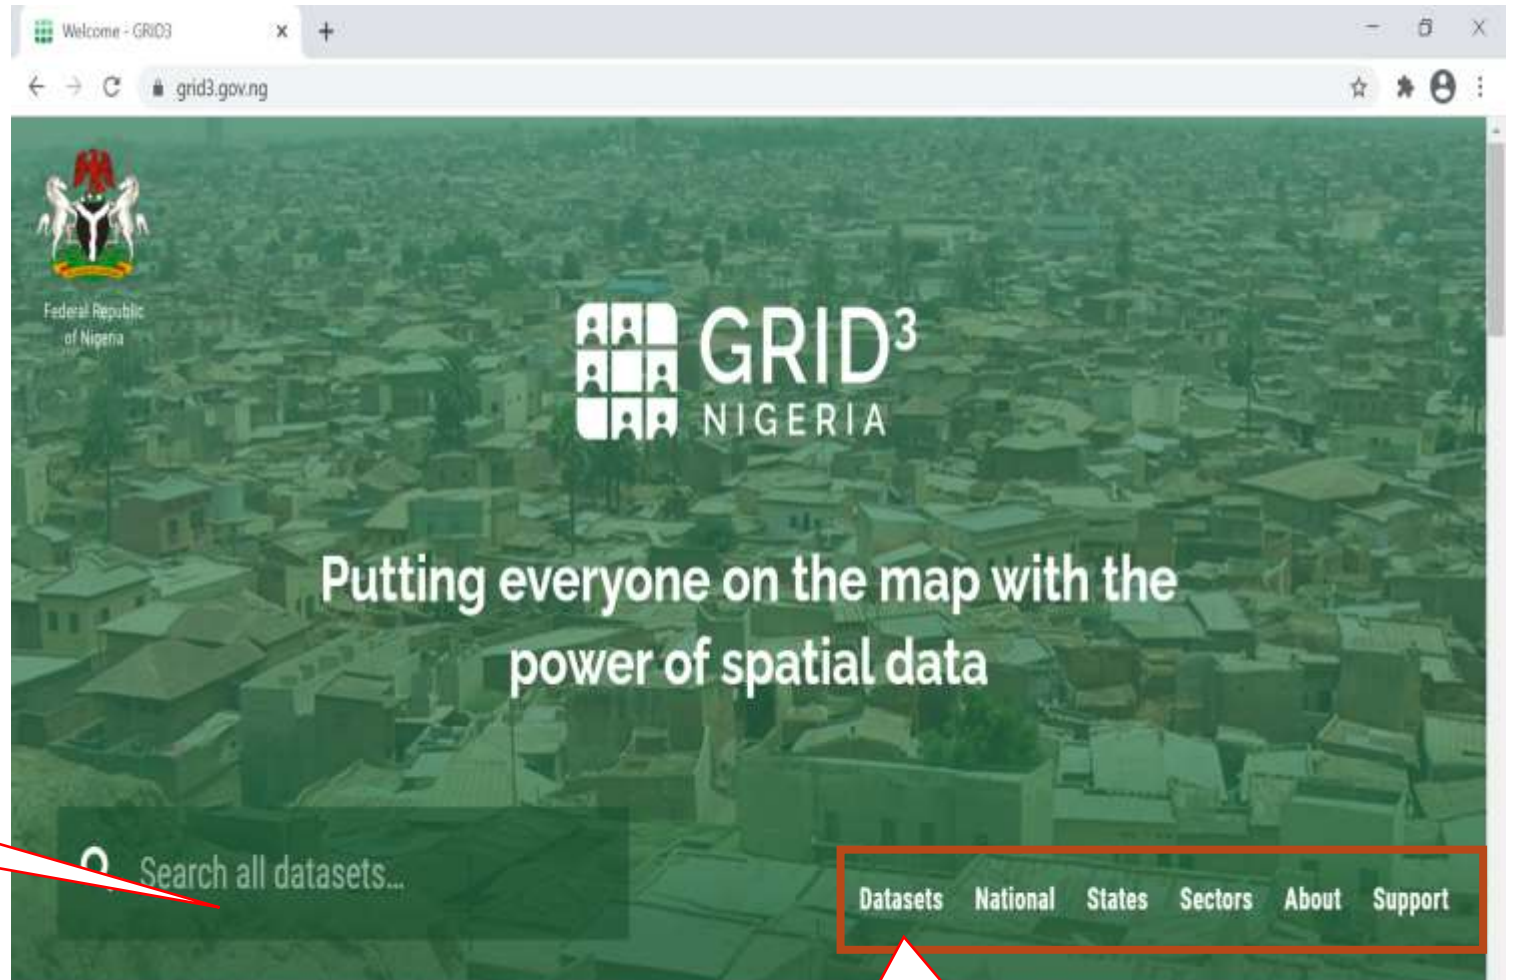 Welcome - GRID3
grid3.gov.ng
Federal Republic
of Nigeria
GRID³
NIGERIA
Putting everyone on the map with the
power of spatial data
Search all datasets...
Datasets National States Sectors About Support